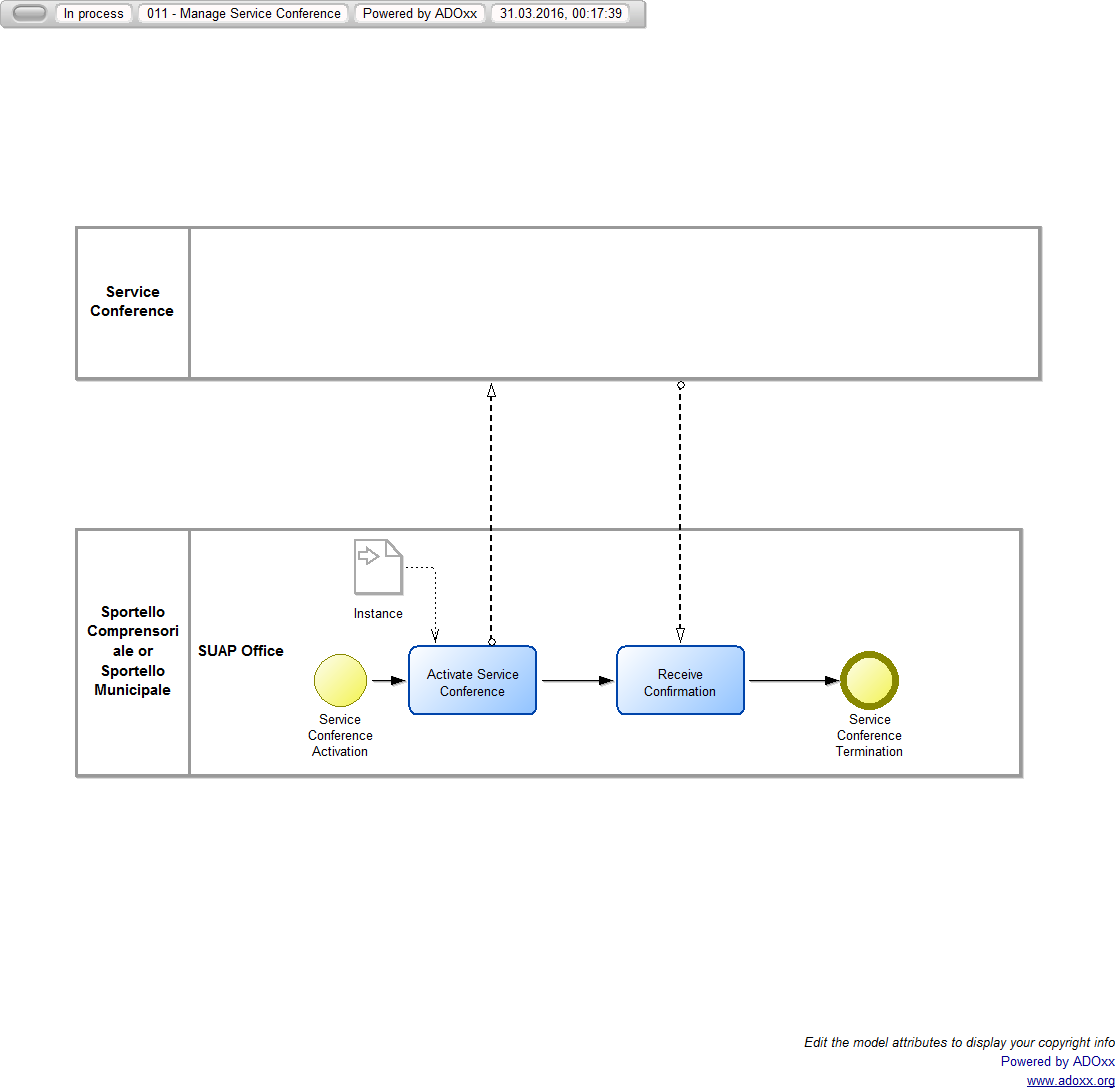 In process 011 - Manage Service Conference Powered by ADOxx 31.03.2016, 00:17:39
Service
Conference
Sportello
Comprensori
ale or
Sportello
Municipale
SUAP Office
Instance
Service
Conference
Activation
Activate Service
Conference
Receive
Confirmation
Service
Conference
Termination
Edit the model attributes to display your copyright info
Powered by ADOxx
www.adoxx.org